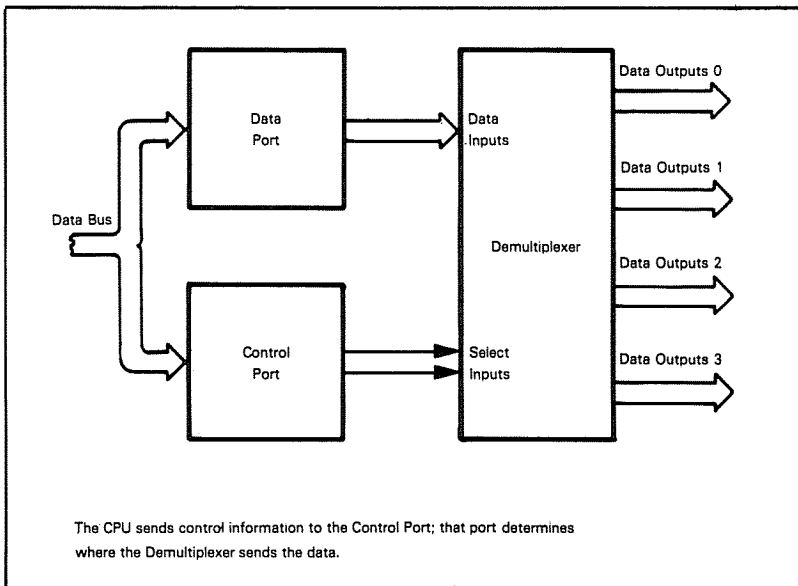 Data Outputs 0
Data
Port
Data
Inputs
Data Outputs 1
Data Bus
Demultiplexer
Data Outputs 2
Control
Port
Select
Inputs
Data Outputs 3
The CPU sends control information to the Control Port; that port determines
where the Demultiplexer sends the data.